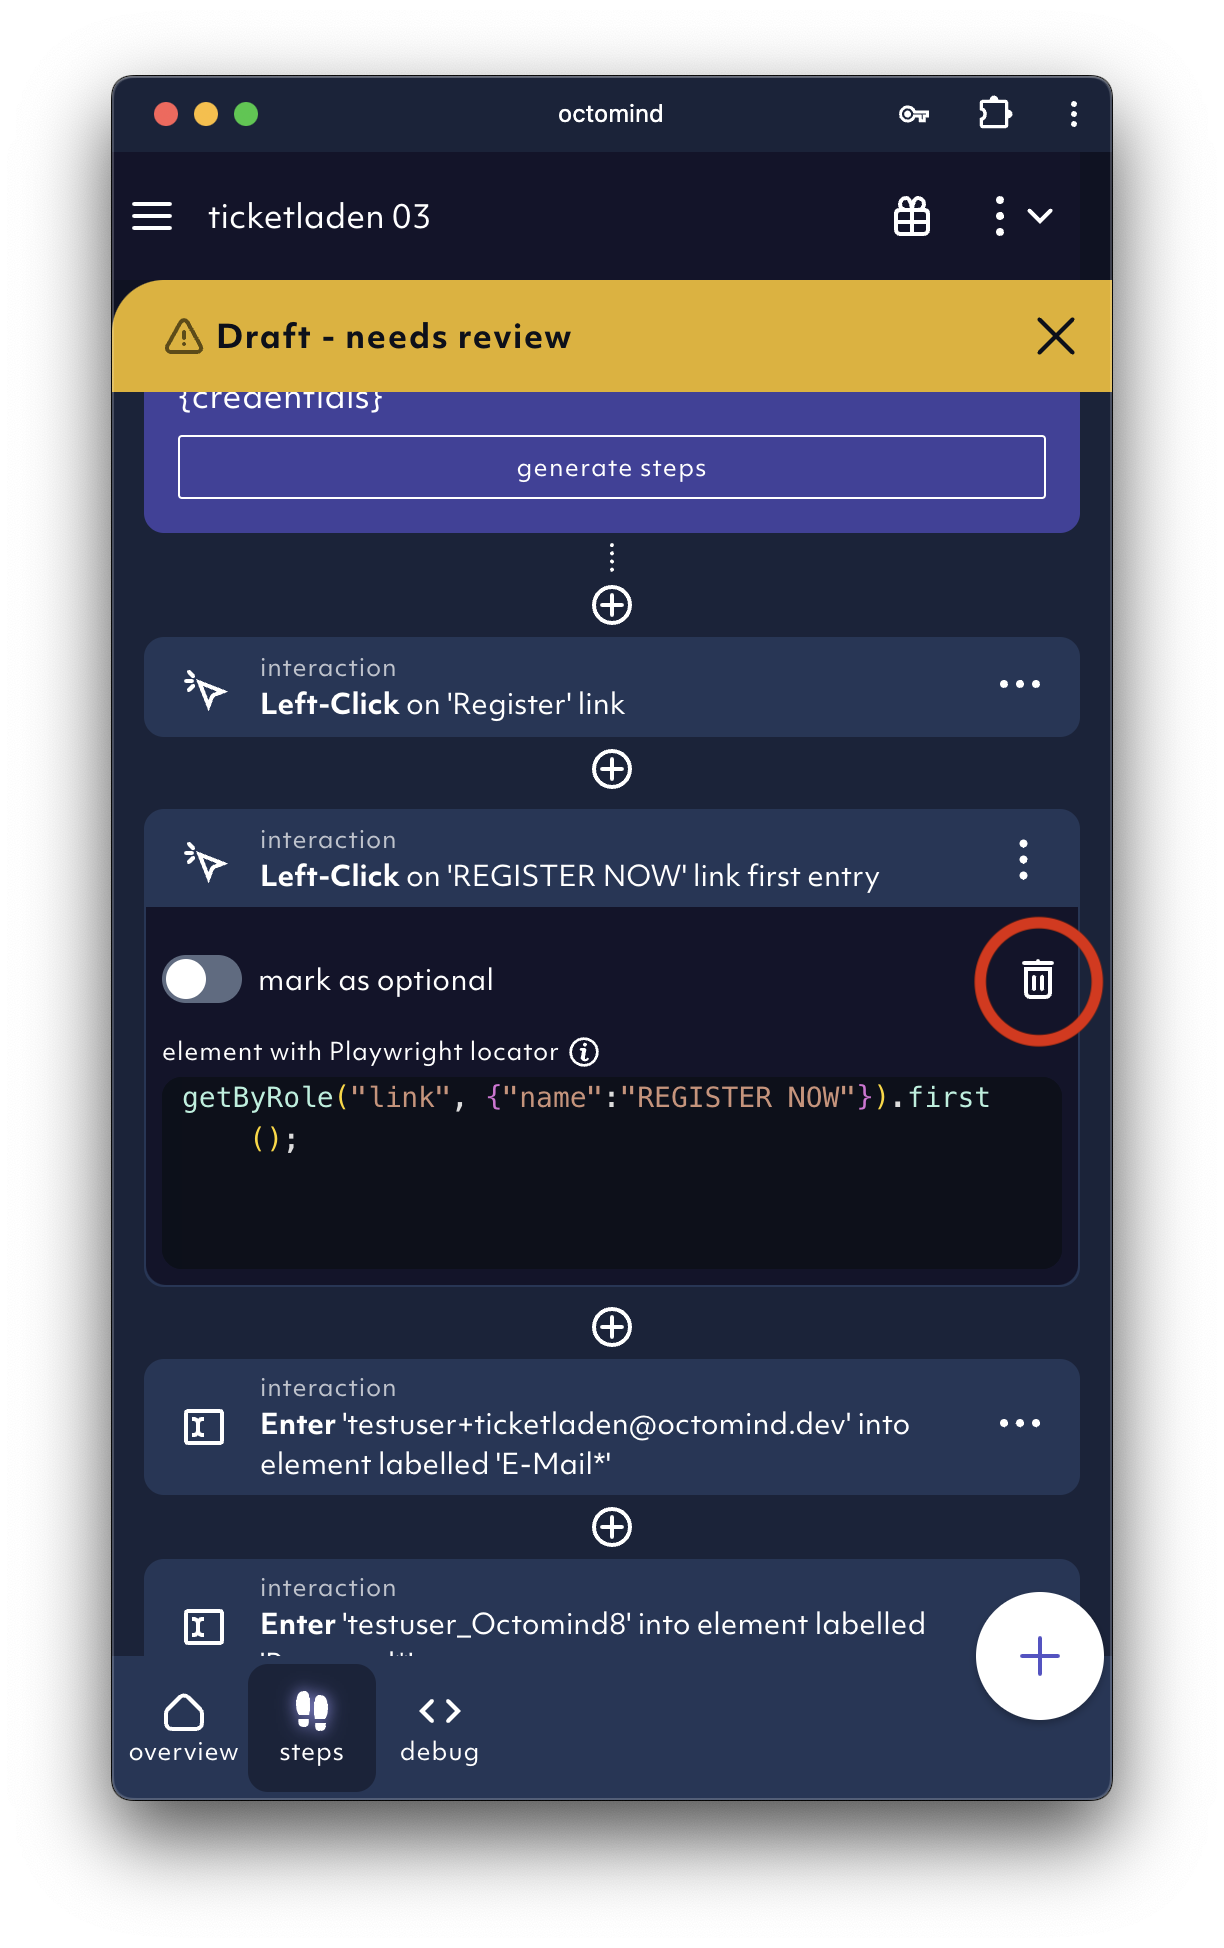 octomind
ticketladen 03
Draft - needs review
{credentials}
generate steps
interaction
Left-Click on 'Register' link
interaction
Left-Click on 'REGISTER NOW' link first entry
mark as optional
element with Playwright locator
getByRole("link", {"name":"REGISTER NOW"}).first
();
interaction
Enter 'testuser+ticketladen@octomind.dev' into
element labelled 'E-Mail*'
interaction
Enter 'testuser_Octomind8' into element labelled
overview
steps
debug